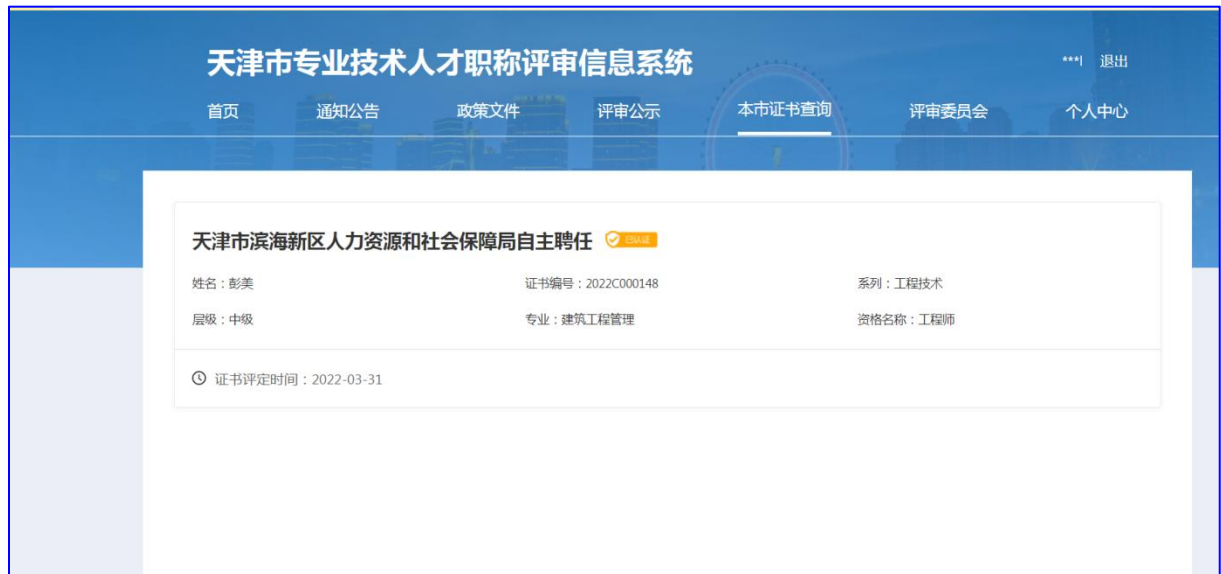 天津市专业技术人才职称评审信息系统
***| 退出
首页 通知公告 政策文件 评审公示 本市证书查询 评审委员会 个人中心
天津市滨海新区人力资源和社会保障局自主聘任 已认证
姓名：彭美 证书编号：2022C000148 系列：工程技术
层级：中级 专业：建筑工程管理 资格名称：工程师
证书评定时间：2022-03-31